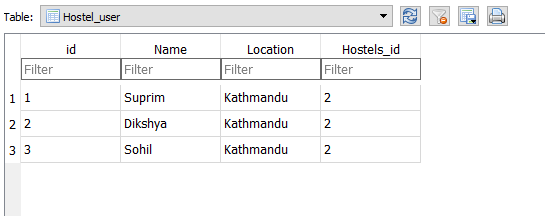 Table: Hostel_user
id Name Location Hostels_id
Filter Filter Filter Filter
1 1 Suprim Kathmandu 2
2 2 Dikshya Kathmandu 2
3 3 Sohil Kathmandu 2